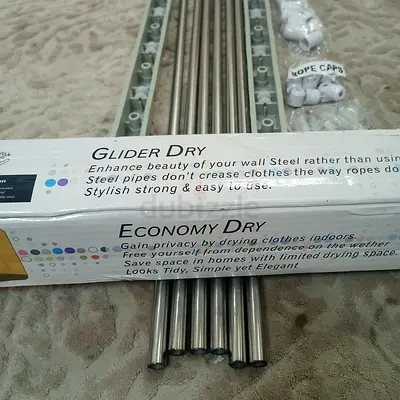 ROPE CAPS
GLIDER DRY
Enhance beauty of your wall Steel rather than usin
Steel pipes don't crease clothes the way ropes do
Stylish strong & easy to use.
ECONOMY DRY
Gain privacy by drying clothes indoors.
Free yourself from dependence on the wether
Save space in homes with limited drying space.
Looks Tidy, Simple yet Elegant